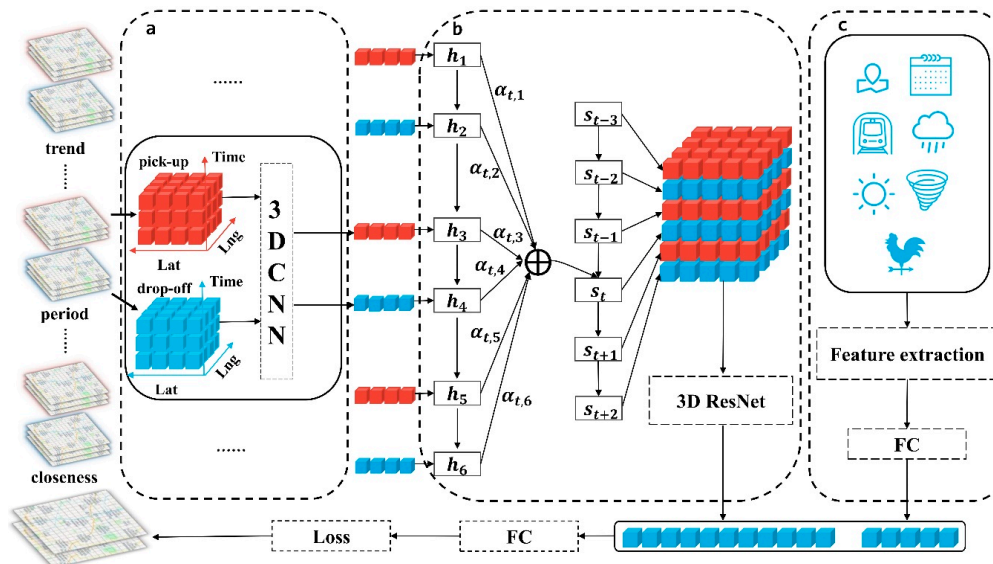 a
b
c
trend
period
closeness
......
pick-up
Time
Lng
Lat
drop-off
Time
Lng
Lat
3
D
C
N
N
......
h₁
h₂
h₃
h₄
h₅
h₆
αₜ,₁
αₜ,₂
αₜ,₃
αₜ,₄
αₜ,₅
αₜ,₆
sₜ₋₃
sₜ₋₂
sₜ₋₁
sₜ
sₜ₊₁
sₜ₊₂
3D ResNet
Feature extraction
FC
Loss
FC